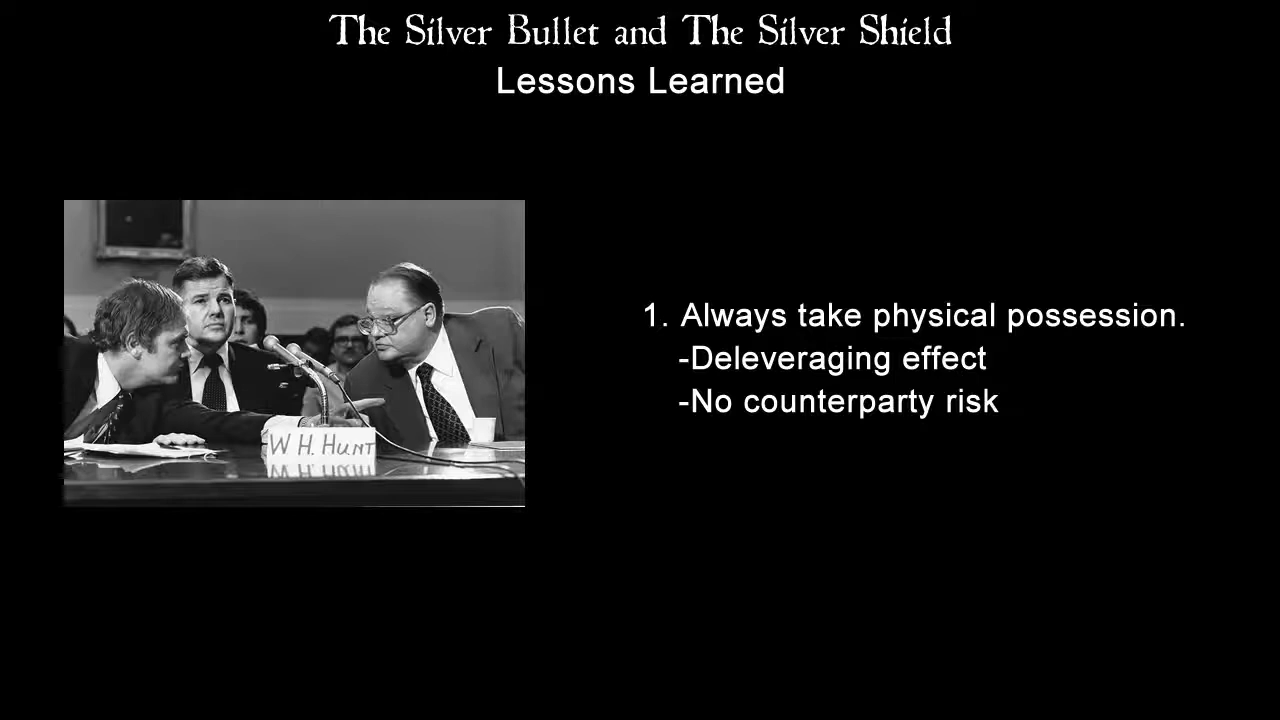 The Silver Bullet and The Silver Shield
Lessons Learned
W H. HUNT
1. Always take physical possession.
-Deleveraging effect
-No counterparty risk